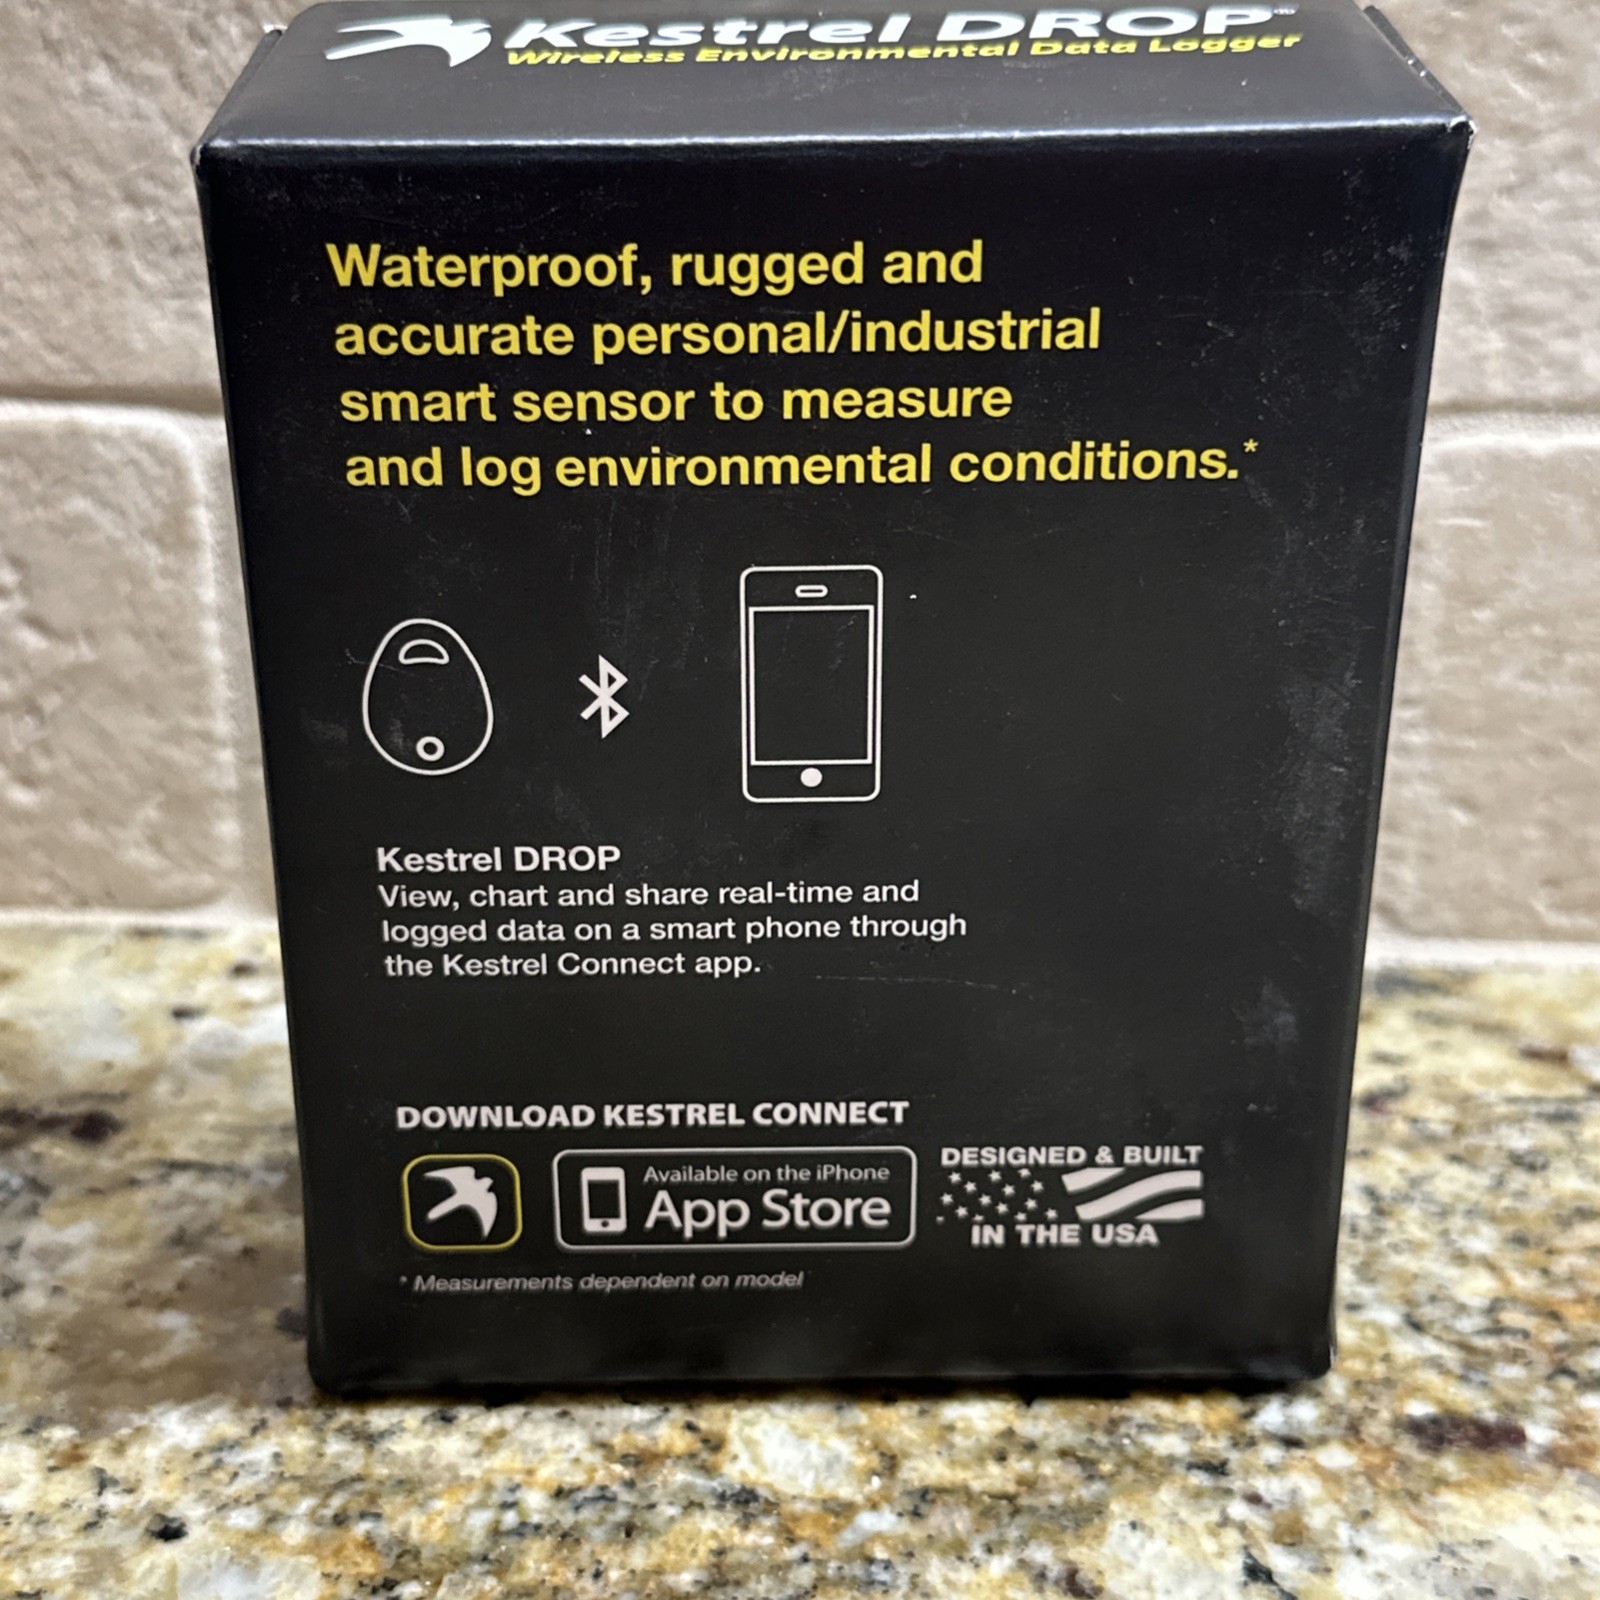 Kestrel DROP
Wireless Environmental Data Logger
Waterproof, rugged and
accurate personal/industrial
smart sensor to measure
and log environmental conditions.*
Kestrel DROP
View, chart and share real-time and
logged data on a smart phone through
the Kestrel Connect app.
DOWNLOAD KESTREL CONNECT
Available on the iPhone
App Store
DESIGNED & BUILT
IN THE USA
* Measurements dependent on model